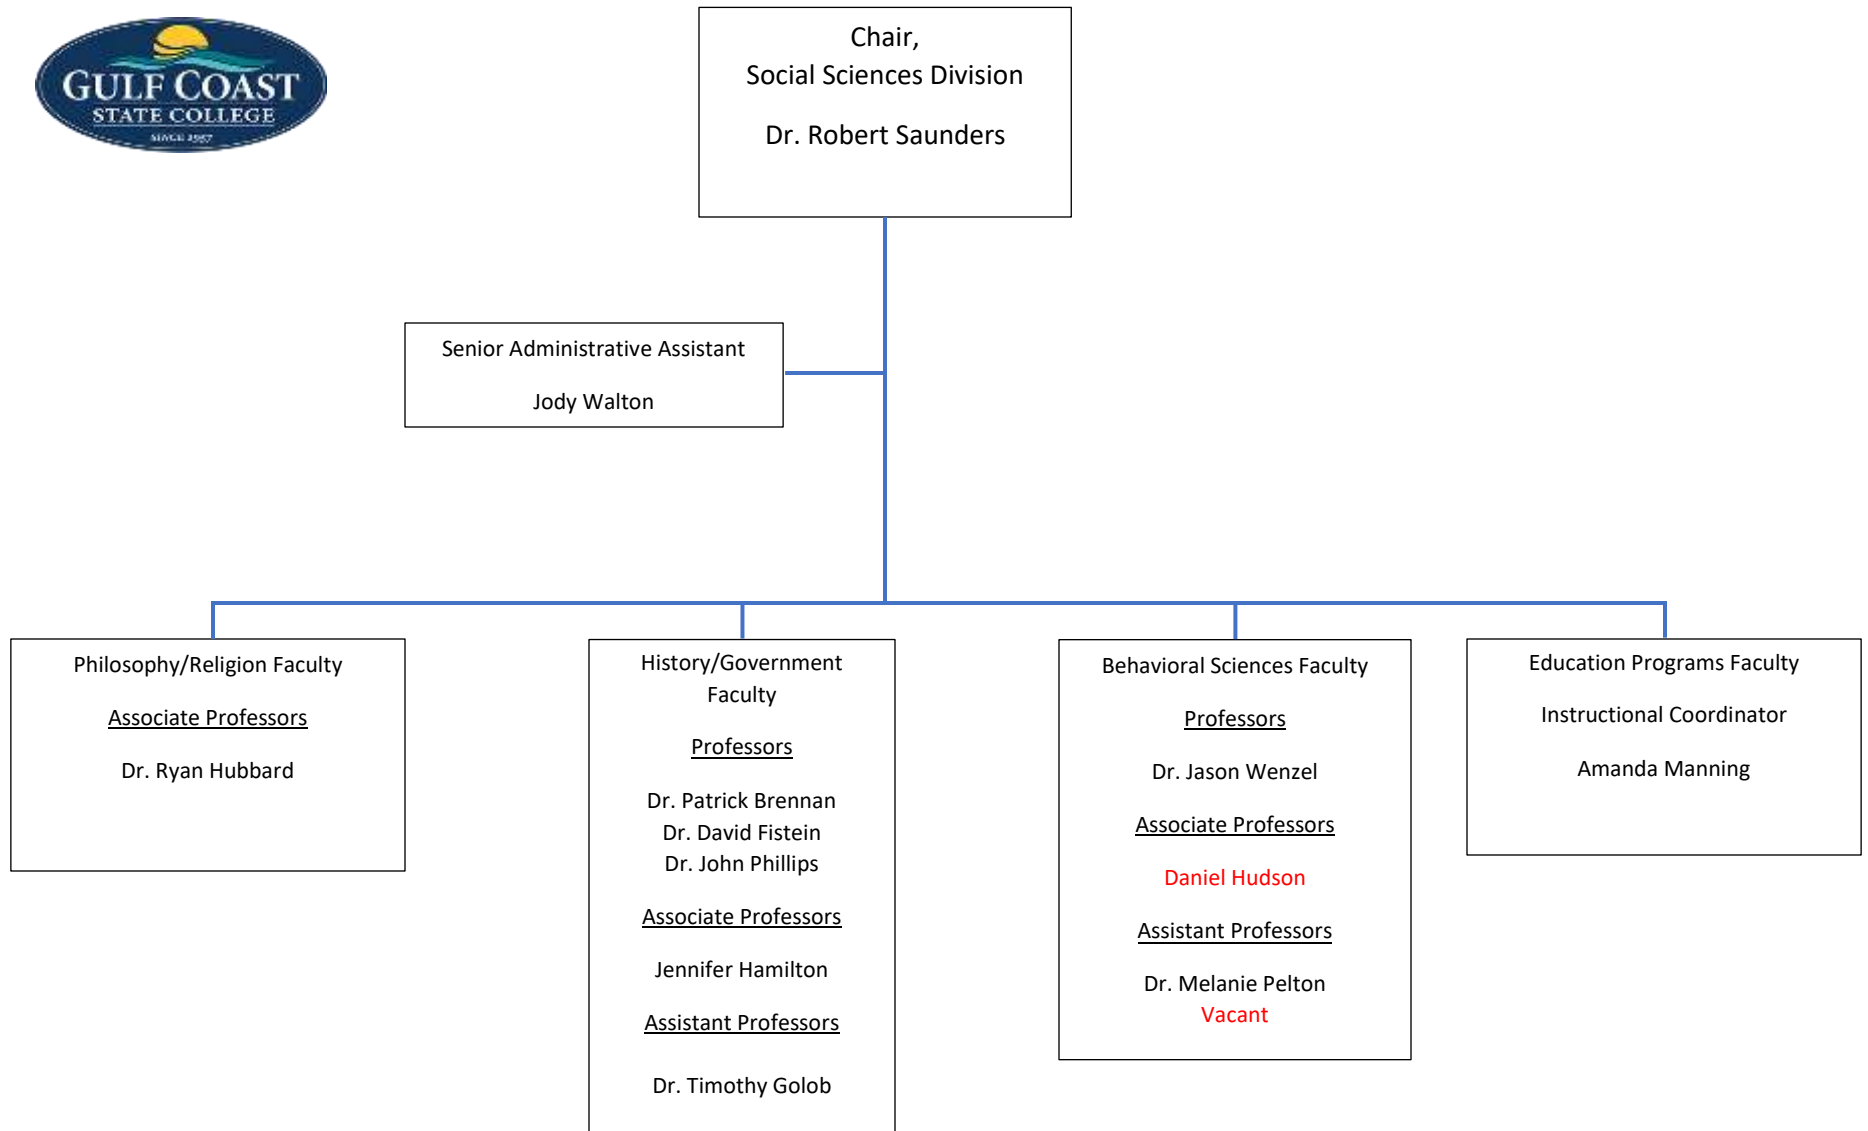 GULF COAST
STATE COLLEGE
SINCE 1957
Chair,
Social Sciences Division
Dr. Robert Saunders
Senior Administrative Assistant
Jody Walton
Philosophy/Religion Faculty
Associate Professors
Dr. Ryan Hubbard
History/Government
Faculty
Professors
Dr. Patrick Brennan
Dr. David Fistein
Dr. John Phillips
Associate Professors
Jennifer Hamilton
Assistant Professors
Dr. Timothy Golob
Behavioral Sciences Faculty
Professors
Dr. Jason Wenzel
Associate Professors
Daniel Hudson
Assistant Professors
Dr. Melanie Pelton
Vacant
Education Programs Faculty
Instructional Coordinator
Amanda Manning